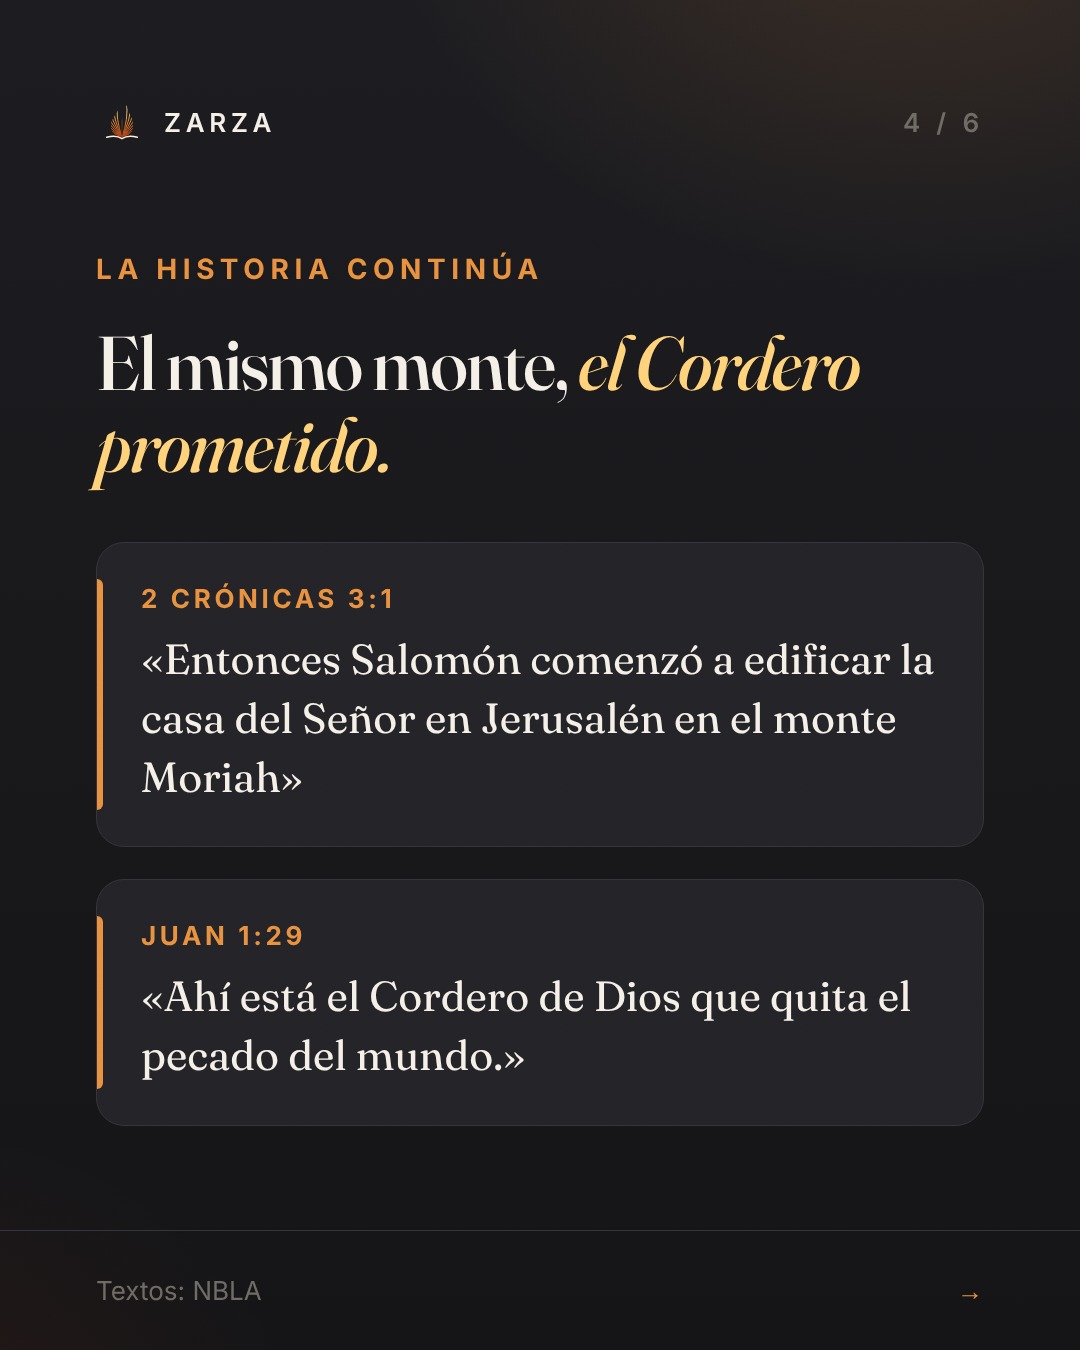 ZARZA
4 / 6
LA HISTORIA CONTINÚA
El mismo monte, el Cordero
prometido.
2 CRÓNICAS 3:1
«Entonces Salomón comenzó a edificar la
casa del Señor en Jerusalén en el monte
Moriah»
JUAN 1:29
«Ahí está el Cordero de Dios que quita el
pecado del mundo.»
Textos: NBLA
→